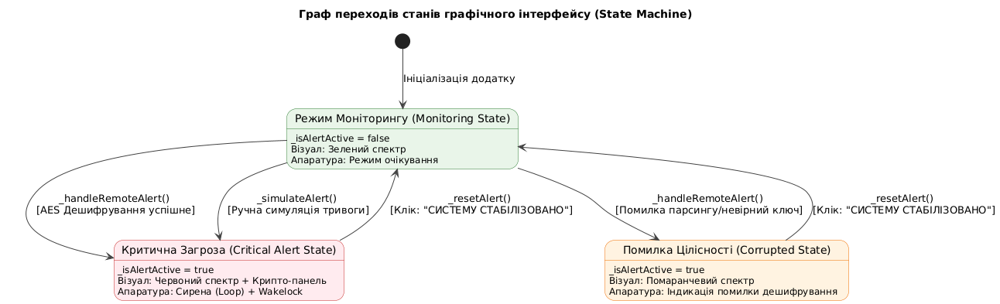 Граф переходів станів графічного інтерфейсу (State Machine)
Ініціалізація додатку
Режим Моніторингу (Monitoring State)
_isAlertActive = false
Візуал: Зелений спектр
Апаратура: Режим очікування
_handleRemoteAlert()
[AES Дешифрування успішне]
_simulateAlert()
[Ручна симуляція тривоги]
_resetAlert()
[Клік: "СИСТЕМУ СТАБІЛІЗОВАНО"]
_handleRemoteAlert()
[Помилка парсингу/невірний ключ]
_resetAlert()
[Клік: "СИСТЕМУ СТАБІЛІЗОВАНО"]
Критична Загроза (Critical Alert State)
_isAlertActive = true
Візуал: Червоний спектр + Крипто-панель
Апаратура: Сирена (Loop) + Wakelock
Помилка Цілісності (Corrupted State)
_isAlertActive = true
Візуал: Помаранчевий спектр
Апаратура: Індикація помилки дешифрування